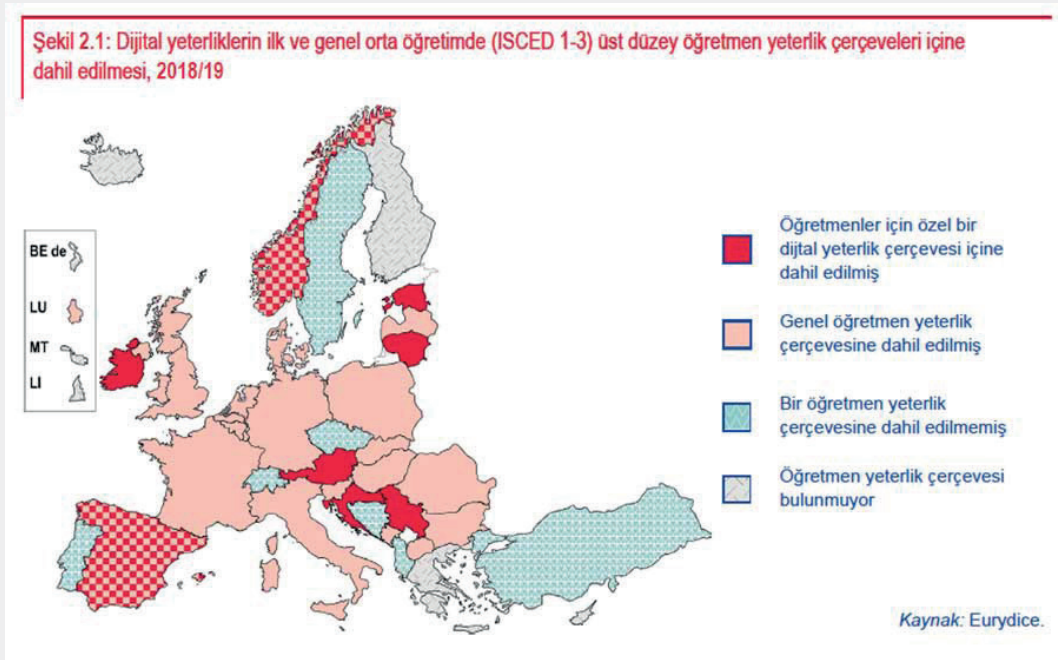 Şekil 2.1: Dijital yeterliklerin ilk ve genel orta öğretimde (ISCED 1-3) üst düzey öğretmen yeterlik çerçeveleri içine
dahil edilmesi, 2018/19
BE de
LU
MT
LI
Öğretmenler için özel bir
dijtal yeterlik çerçevesi içine
dahil edilmiş
Genel öğretmen yeterlik
çerçevesine dahil edilmiş
Bir öğretmen yeterlik
çerçevesine dahil edilmemiş
Öğretmen yeterlik çerçevesi
bulunmuyor
Kaynak: Eurydice.